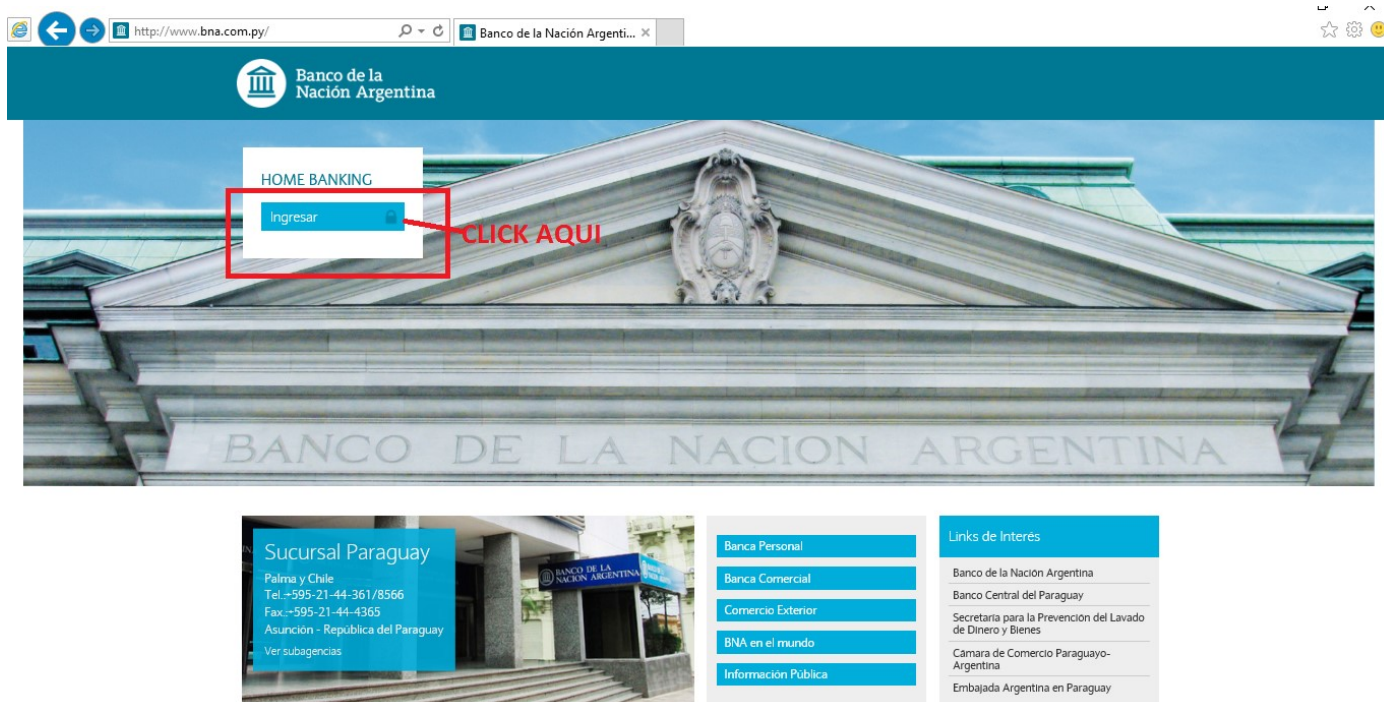 http://www.bna.com.py/
Banco de la Nación Argenti...
Banco de la
Nación Argentina
HOME BANKING
Ingresar
CLICK AQUI
BANCO DE LA NACION ARGENTINA
Sucursal Paraguay
Palma y Chile
Tel.:+595-21-44-361/8566
Fax.:+595-21-44-4365
Asunción - República del Paraguay
Ver subagencias
BANCO DE LA
NACION ARGENTINA
Banca Personal
Banca Comercial
Comercio Exterior
BNA en el mundo
Información Pública
Links de Interés
Banco de la Nación Argentina
Banco Central del Paraguay
Secretaría para la Prevención del Lavado
de Dinero y Bienes
Cámara de Comercio Paraguayo-
Argentina
Embajada Argentina en Paraguay